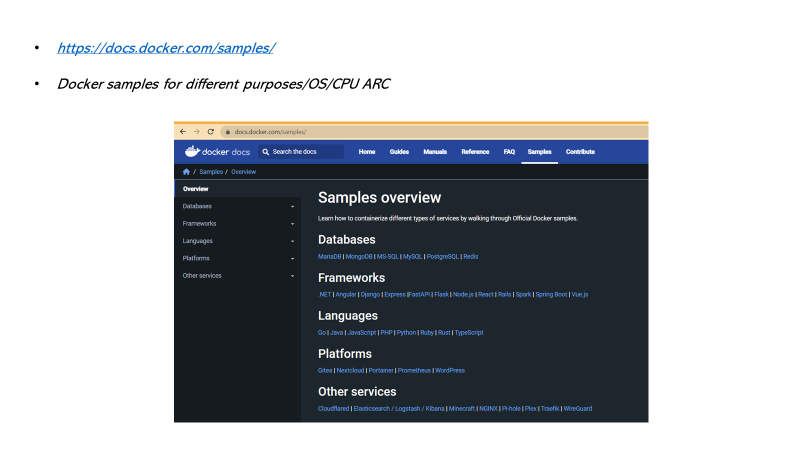 • https://docs.docker.com/samples/
• Docker samples for different purposes/OS/CPU ARC
docs.docker.com/samples/
docker docs Search the docs Home Guides Manuals Reference FAQ Samples Contribute
/ Samples / Overview
Overview
Databases
Frameworks
Languages
Platforms
Other services
Samples overview
Learn how to containerize different types of services by walking through Official Docker samples.
Databases
MariaDB | MongoDB | MS-SQL | MySQL | PostgreSQL | Redis
Frameworks
.NET | Angular | Django | Express |FastAPI | Flask | Node.js | React | Rails | Spark | Spring Boot | Vue.js
Languages
Go | Java | JavaScript | PHP | Python | Ruby | Rust | TypeScript
Platforms
Gitea | Nextcloud | Portainer | Prometheus | WordPress
Other services
Cloudflared | Elasticsearch / Logstash / Kibana | Minecraft | NGINX | Pi-hole | Plex | Traefik | WireGuard